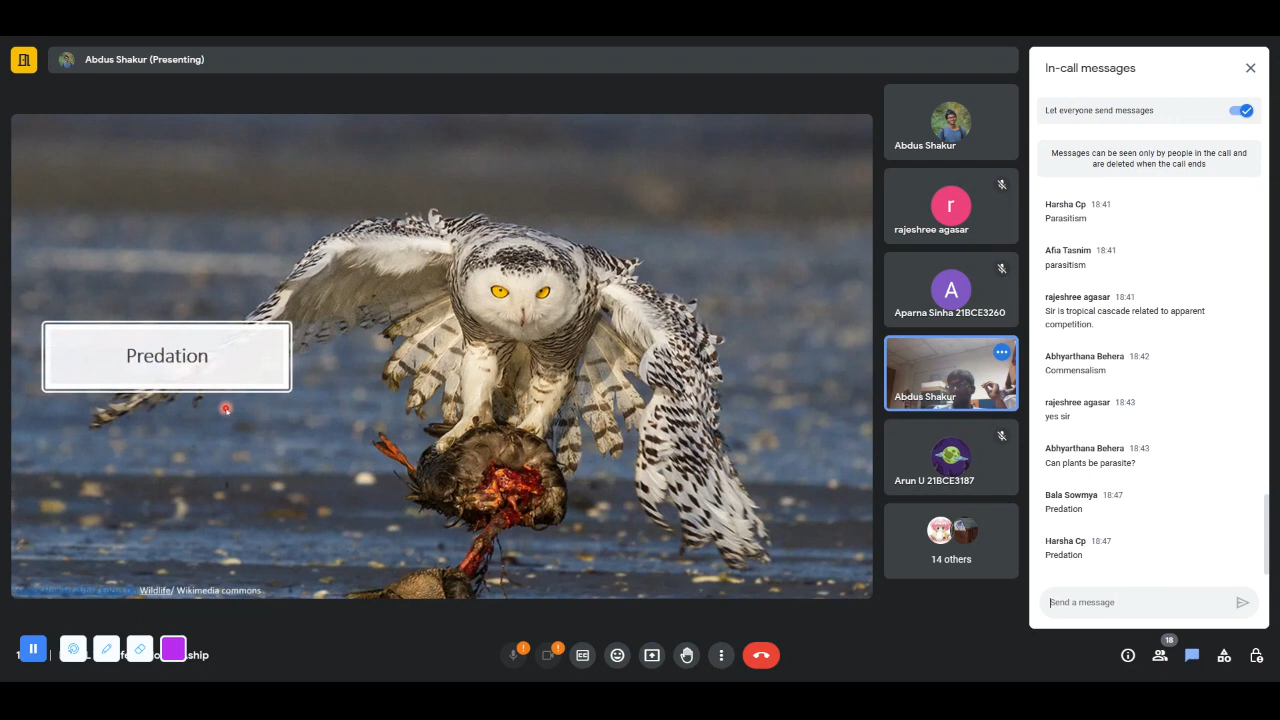 Abdus Shakur (Presenting)
Predation
Wildlife/ Wikimedia commons
Abdus Shakur
r
rajeshree agasar
A
Aparna Sinha 21BCE3260
Abdus Shakur
Arun U 21BCE3187
14 others
In-call messages
Let everyone send messages
Messages can be seen only by people in the call and
are deleted when the call ends
Harsha Cp 18:41
Parasitism
Afia Tasnim 18:41
parasitism
rajeshree agasar 18:41
Sir is tropical cascade related to apparent
competition.
Abhyarthana Behera 18:42
Commensalism
rajeshree agasar 18:43
yes sir
Abhyarthana Behera 18:43
Can plants be parasite?
Bala Sowmya 18:47
Predation
Harsha Cp 18:47
Predation
Send a message
18